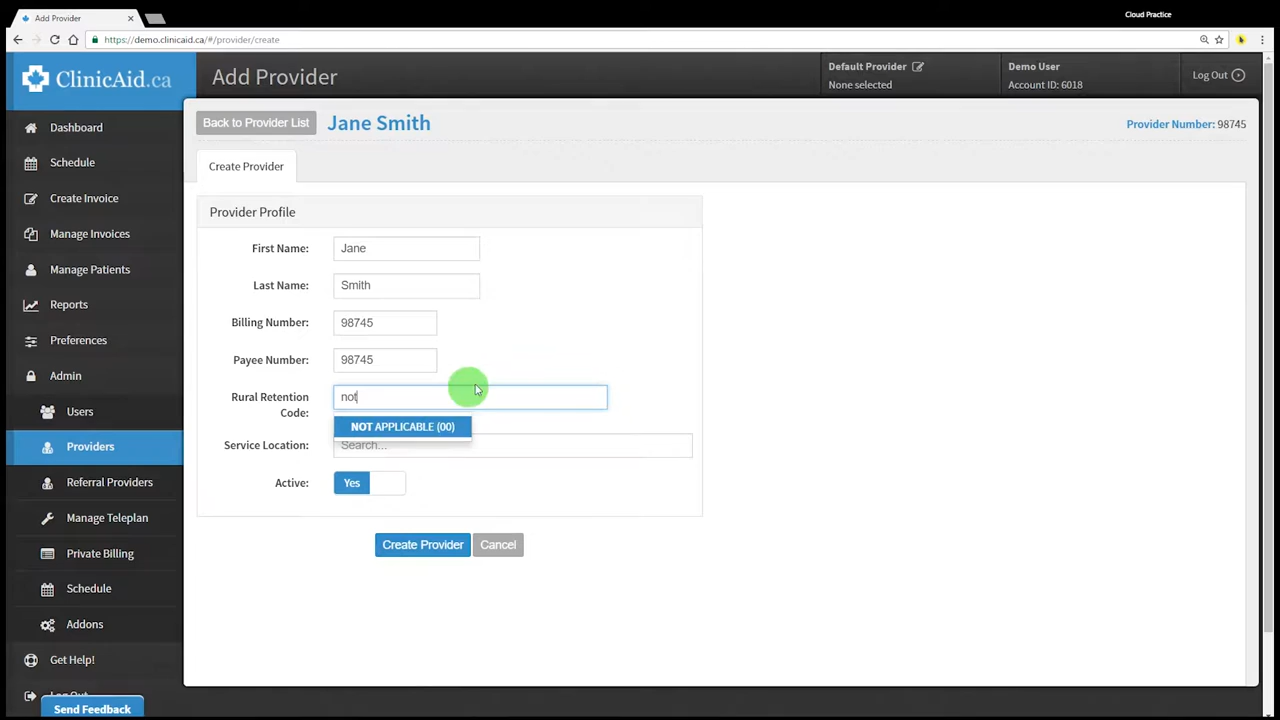 Add Provider
Cloud Practice
https://demo.clinicaid.ca/#/provider/create
ClinicAid.ca
Add Provider
Default Provider
None selected
Demo User
Account ID: 6018
Log Out
Dashboard
Schedule
Create Invoice
Manage Invoices
Manage Patients
Reports
Preferences
Admin
Users
Providers
Referral Providers
Manage Teleplan
Private Billing
Schedule
Addons
Get Help!
Log Out
Send Feedback
Back to Provider List
Jane Smith
Provider Number: 98745
Create Provider
Provider Profile
First Name: Jane
Last Name: Smith
Billing Number: 98745
Payee Number: 98745
Rural Retention
Code:
not
NOT APPLICABLE (00)
Service Location: Search...
Active: Yes
Create Provider Cancel